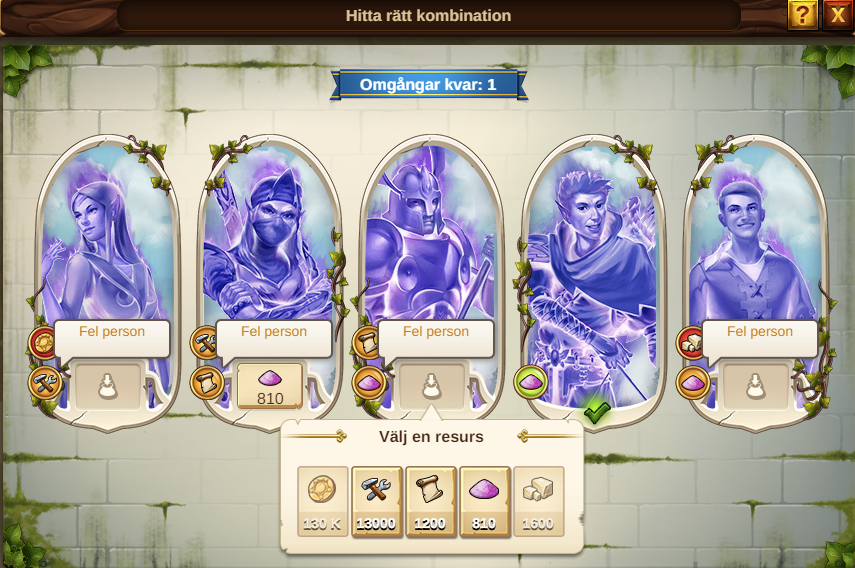 Hitta rätt kombination
?
X
Omgångar kvar: 1
Fel person
Fel person
Fel person
Fel person
810
Välj en resurs
130 K
13000
1200
810
1600